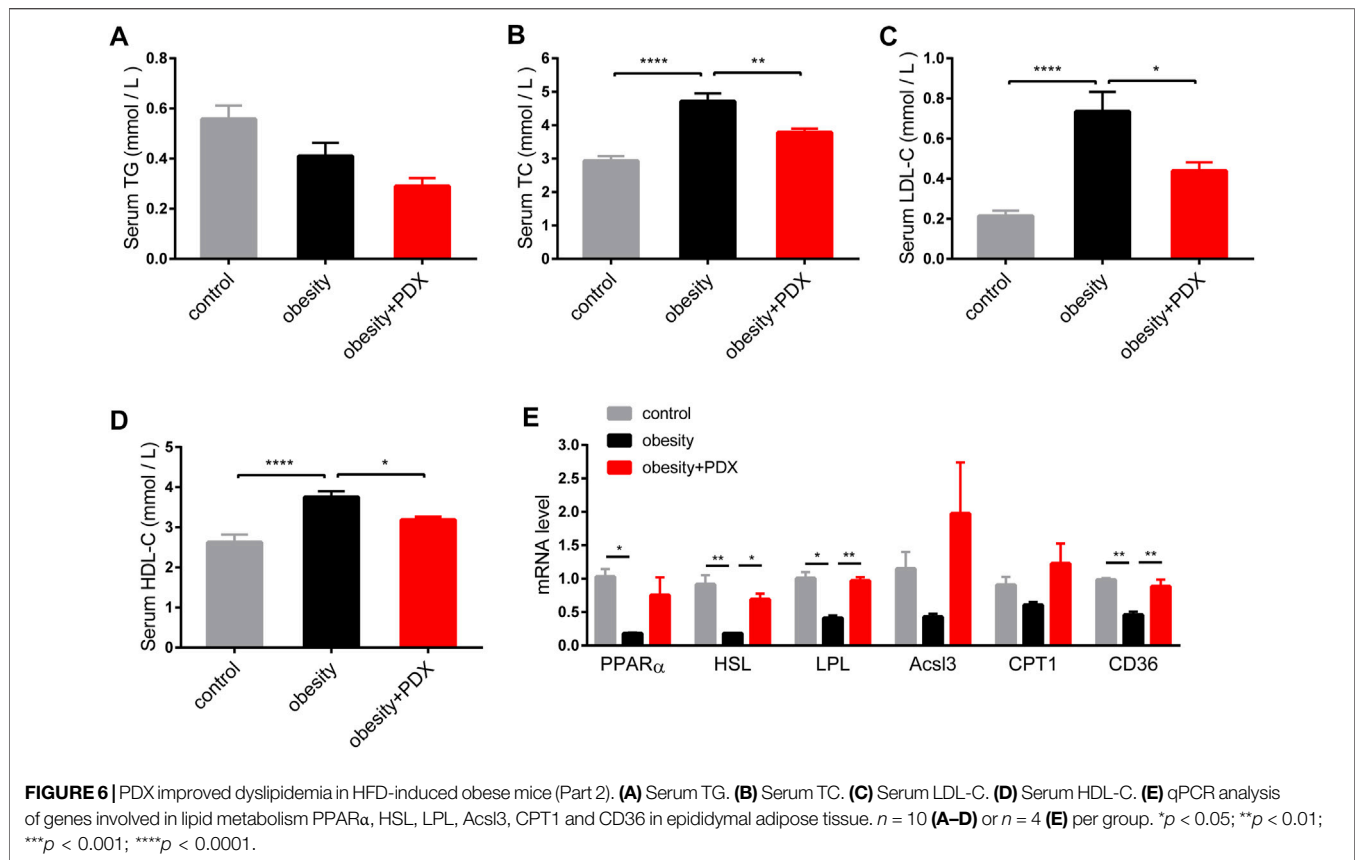 A
Serum TG (mmol / L )
0.8
0.6
0.4
0.2
0.0
control
obesity
obesity+PDX
B
Serum TC (mmol / L )
6
5
4
3
2
1
0
****
**
control
obesity
obesity+PDX
C
Serum LDL-C (mmol / L )
1.0
0.8
0.6
0.4
0.2
0.0
****
*
control
obesity
obesity+PDX
D
Serum HDL-C (mmol / L )
5
4
3
2
1
0
****
*
control
obesity
obesity+PDX
E
control
obesity
obesity+PDX
mRNA level
3.0
2.5
2.0
1.5
1.0
0.5
0.0
*
** *
* **
** **
PPARα HSL LPL Acsl3 CPT1 CD36
FIGURE 6 | PDX improved dyslipidemia in HFD-induced obese mice (Part 2). (A) Serum TG. (B) Serum TC. (C) Serum LDL-C. (D) Serum HDL-C. (E) qPCR analysis
of genes involved in lipid metabolism PPARα, HSL, LPL, Acsl3, CPT1 and CD36 in epididymal adipose tissue. n = 10 (A–D) or n = 4 (E) per group. *p < 0.05; **p < 0.01;
***p < 0.001; ****p < 0.0001.